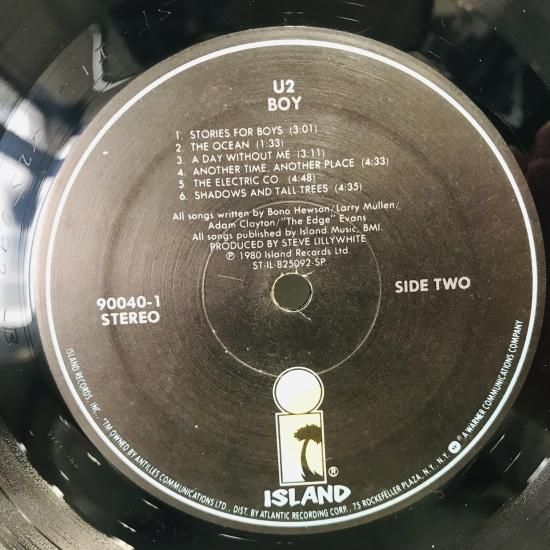 U2
BOY
1. STORIES FOR BOYS (3:01)
2. THE OCEAN (1:33)
3. A DAY WITHOUT ME (3:11)
4. ANOTHER TIME, ANOTHER PLACE (4:33)
5. THE ELECTRIC CO. (4:48)
6. SHADOWS AND TALL TREES (4:35)
All songs written by Bono Hewson/Larry Mullen/
Adam Clayton/"The Edge" Evans
All songs published by Island Music, BMI.
PRODUCED BY STEVE LILLYWHITE
℗ 1980 Island Records Ltd.
ST-IL-825092-SP
90040-1
STEREO
SIDE TWO
ISLAND®
ISLAND RECORDS, INC., *TM OWNED BY ANTILLES COMMUNICATIONS LTD., DIST. BY ATLANTIC RECORDING CORP., 75 ROCKEFELLER PLAZA, N.Y., N.Y. ® A WARNER COMMUNICATIONS COMPANY